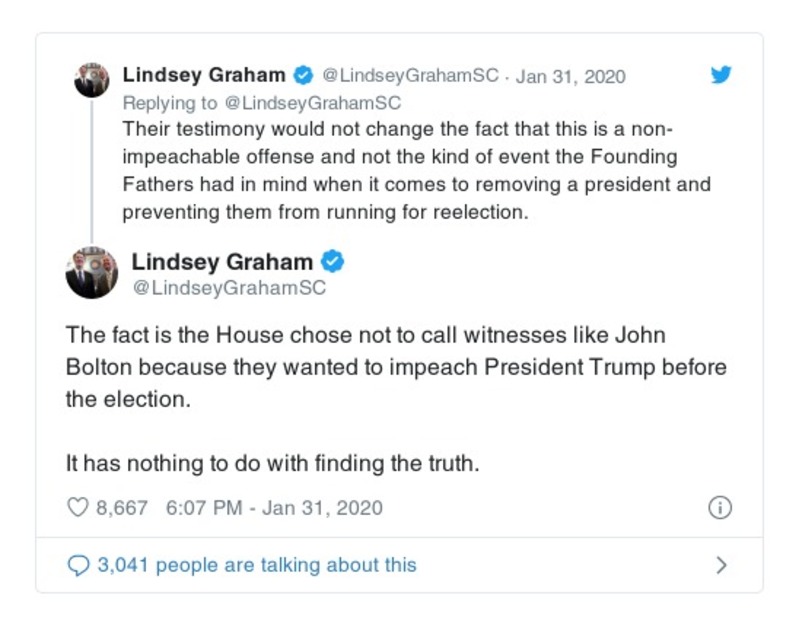 Lindsey Graham @LindseyGrahamSC · Jan 31, 2020
Replying to @LindseyGrahamSC
Their testimony would not change the fact that this is a non-
impeachable offense and not the kind of event the Founding
Fathers had in mind when it comes to removing a president and
preventing them from running for reelection.
Lindsey Graham
@LindseyGrahamSC
The fact is the House chose not to call witnesses like John
Bolton because they wanted to impeach President Trump before
the election.
It has nothing to do with finding the truth.
8,667 6:07 PM - Jan 31, 2020
3,041 people are talking about this